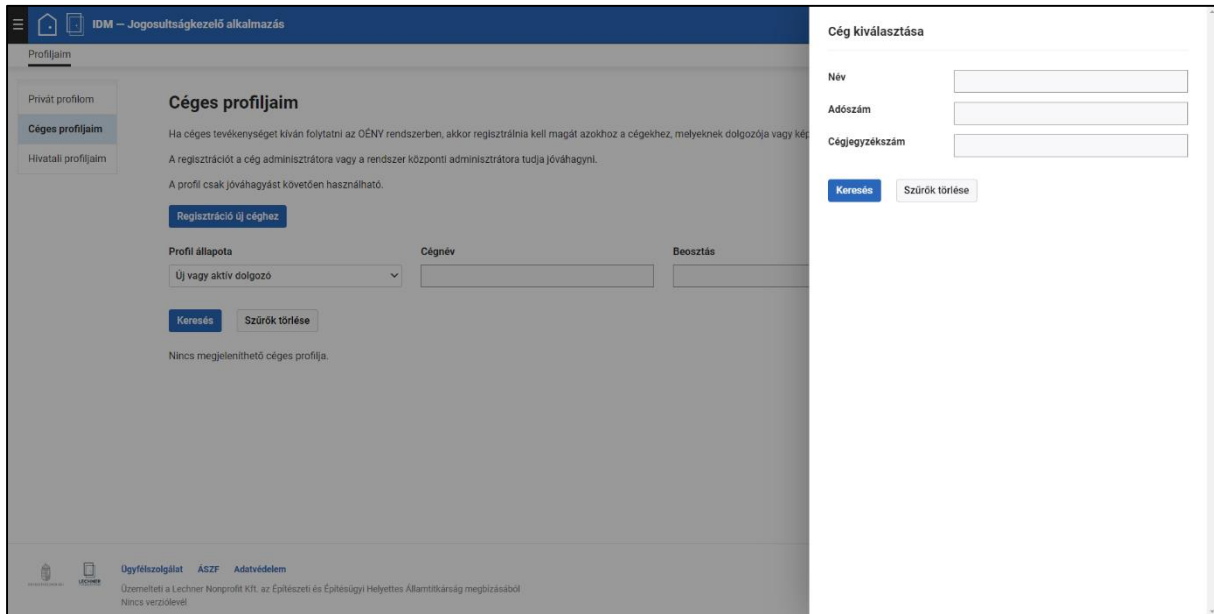 IDM — Jogosultságkezelő alkalmazás
Profiljaim
Privát profilom
Céges profiljaim
Hivatali profiljaim
Céges profiljaim
Ha céges tevékenységet kíván folytatni az OÉNY rendszerben, akkor regisztrálnia kell magát azokhoz a cégekhez, melyeknek dolgozója vagy kép
A regisztrációt a cég adminisztrátora vagy a rendszer központi adminisztrátora tudja jóváhagyni.
A profil csak jóváhagyást követően használható.
Regisztráció új céghez
Profil állapota
Cégnév
Beosztás
Új vagy aktív dolgozó
Keresés
Szűrők törlése
Nincs megjeleníthető céges profilja.
LECHNER
Ügyfélszolgálat ÁSZF Adatvédelem
Üzemelteti a Lechner Nonprofit Kft. az Építészeti és Építésügyi Helyettes Államtitkárság megbízásából
Nincs verziólevél
Cég kiválasztása
Név
Adószám
Cégjegyzékszám
Keresés
Szűrők törlése